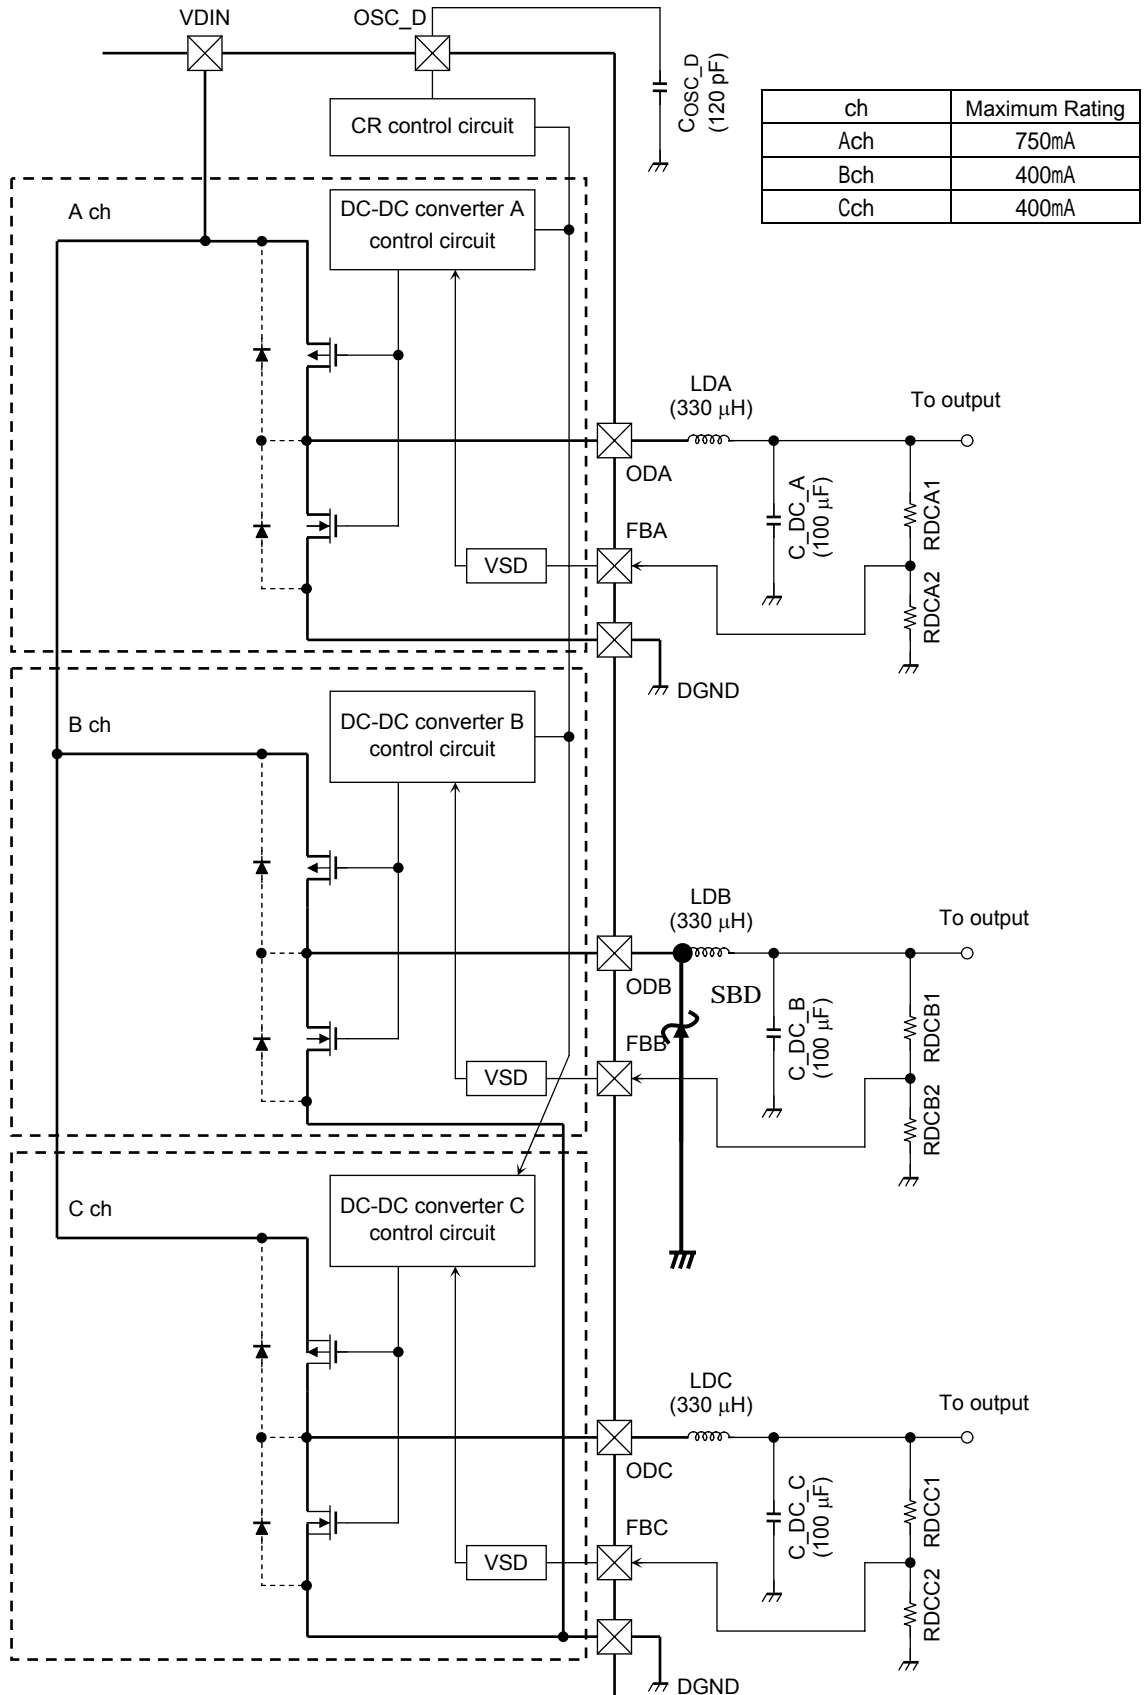 VDIN
OSC_D
COSC_D
(120 pF)
CR control circuit
ch Maximum Rating
Ach 750mA
Bch 400mA
Cch 400mA
A ch
DC-DC converter A
control circuit
LDA
(330 μH)
To output
ODA
C_DC_A
(100 μF)
RDCA1
FBA
VSD
RDCA2
DGND
B ch
DC-DC converter B
control circuit
LDB
(330 μH)
To output
ODB
SBD
C_DC_B
(100 μF)
RDCB1
FBB
VSD
RDCB2
C ch
DC-DC converter C
control circuit
LDC
(330 μH)
To output
ODC
C_DC_C
(100 μF)
RDCC1
FBC
VSD
RDCC2
DGND